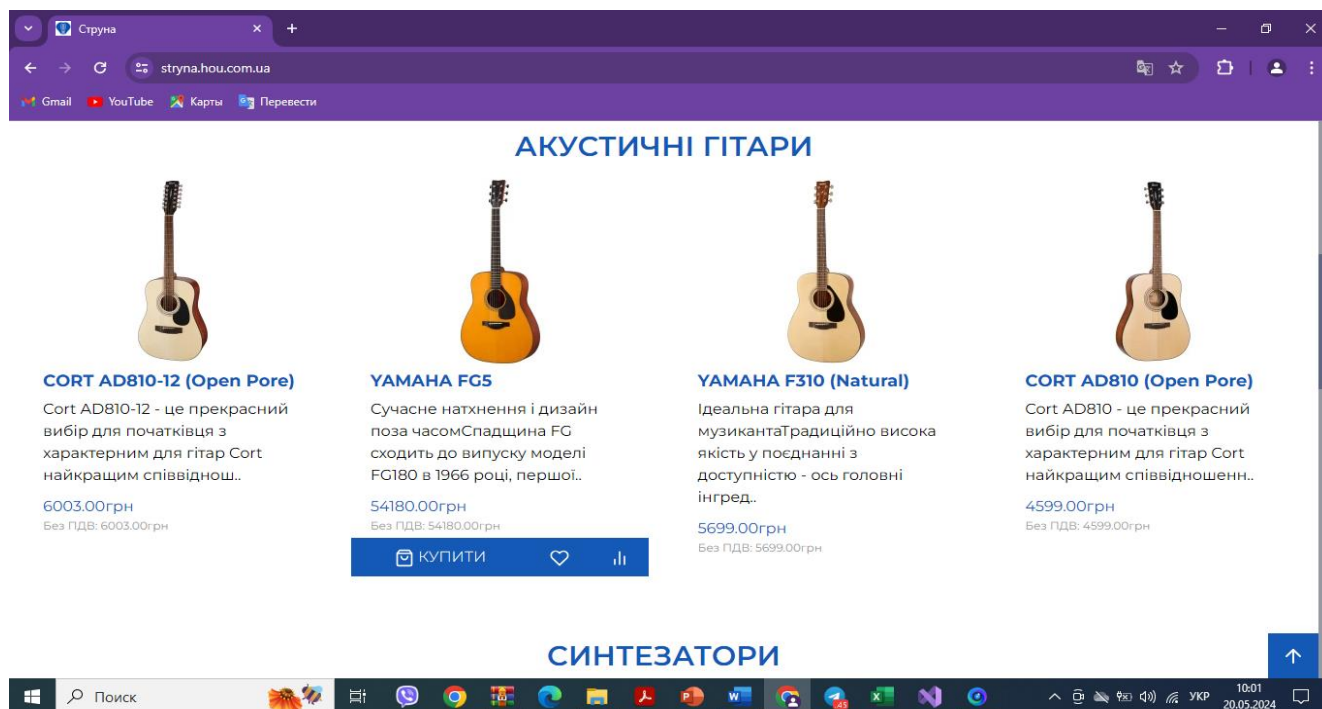 Струна
stryna.hou.com.ua
Gmail YouTube Карты Перевести
АКУСТИЧНІ ГІТАРИ
CORT AD810-12 (Open Pore)
Cort AD810-12 - це прекрасний
вибір для початківця з
характерним для гітар Cort
найкращим співвіднош..
6003.00грн
Без ПДВ: 6003.00грн
YAMAHA FG5
Сучасне натхнення і дизайн
поза часомСпадщина FG
сходить до випуску моделі
FG180 в 1966 році, першої..
54180.00грн
Без ПДВ: 54180.00грн
КУПИТИ
YAMAHA F310 (Natural)
Ідеальна гітара для
музикантаТрадиційно висока
якість у поєднанні з
доступністю - ось головні
інгред..
5699.00грн
Без ПДВ: 5699.00грн
CORT AD810 (Open Pore)
Cort AD810 - це прекрасний
вибір для початківця з
характерним для гітар Cort
найкращим співвідношенн..
4599.00грн
Без ПДВ: 4599.00грн
СИНТЕЗАТОРИ
Поиск
УКР
10:01
20.05.2024